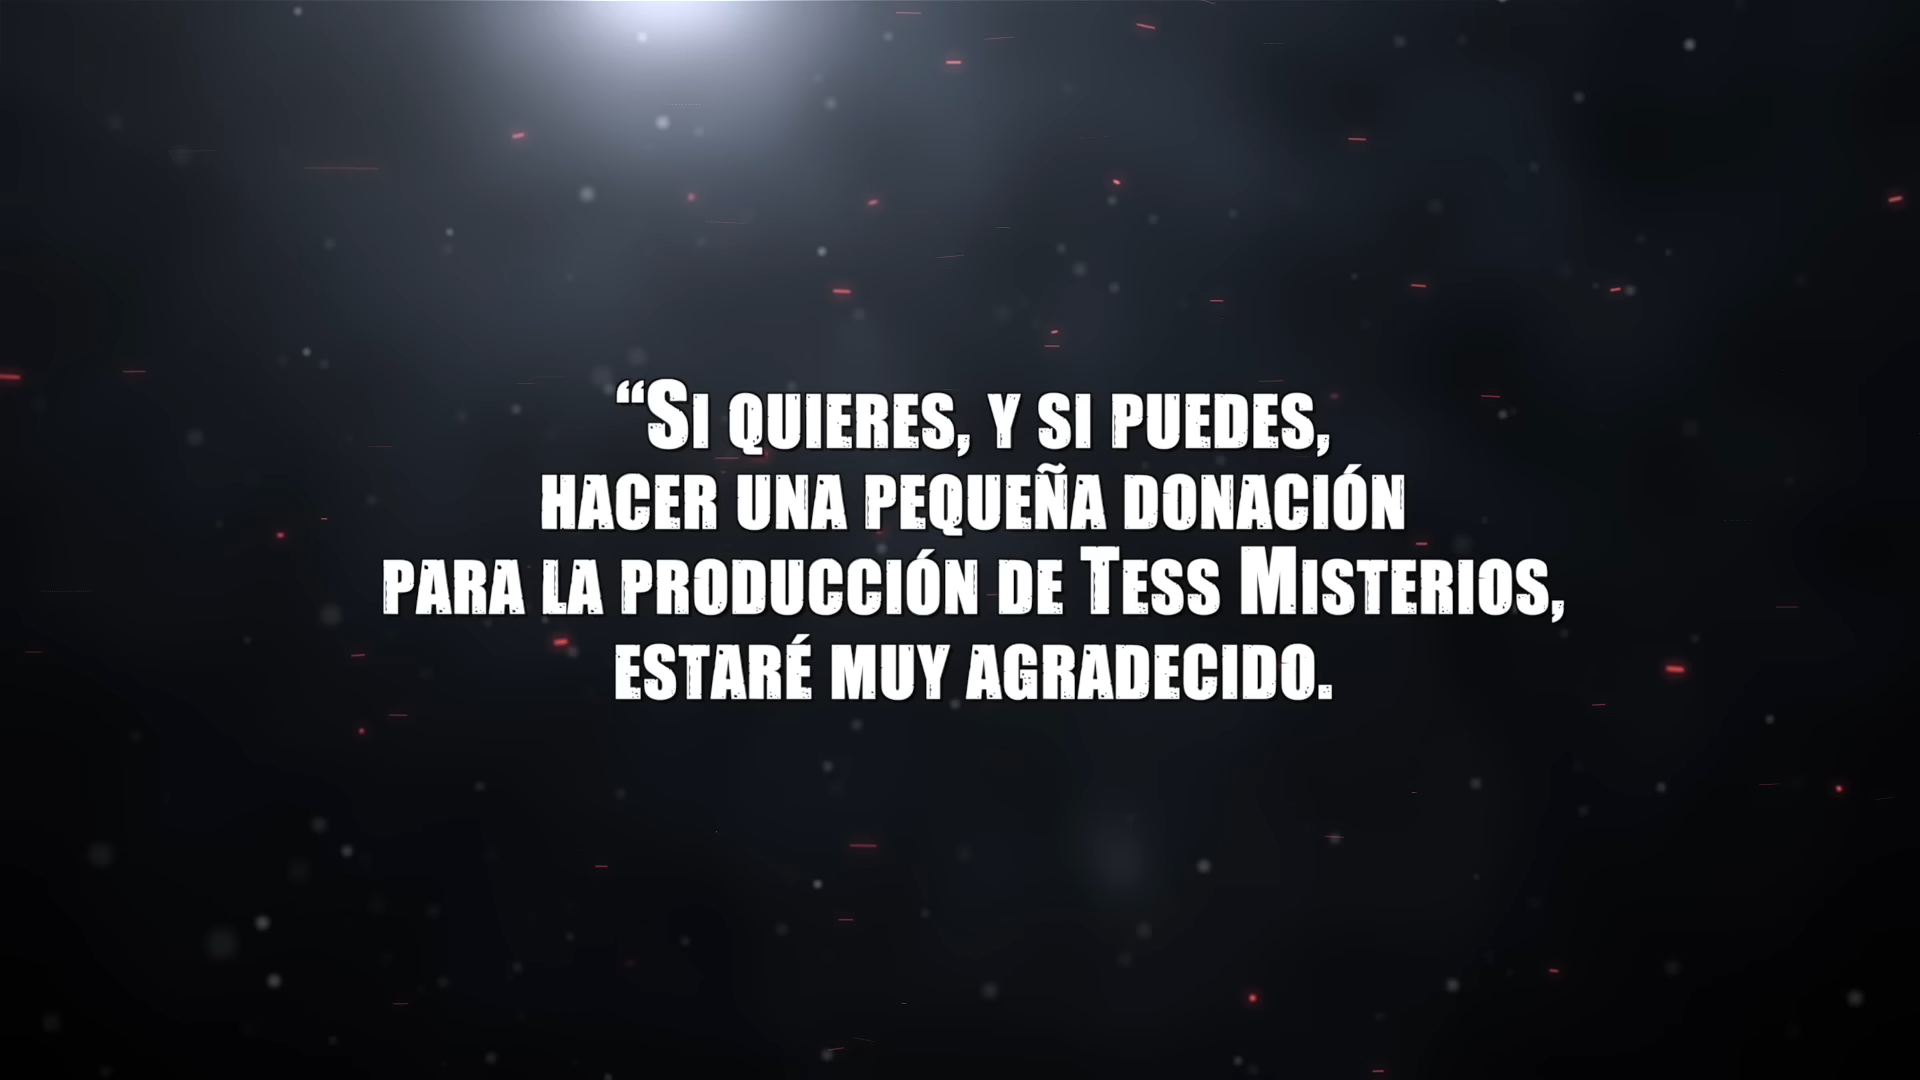 “Si quieres, y si puedes,
hacer una pequeña donación
para la producción de Tess Misterios,
estaré muy agradecido.